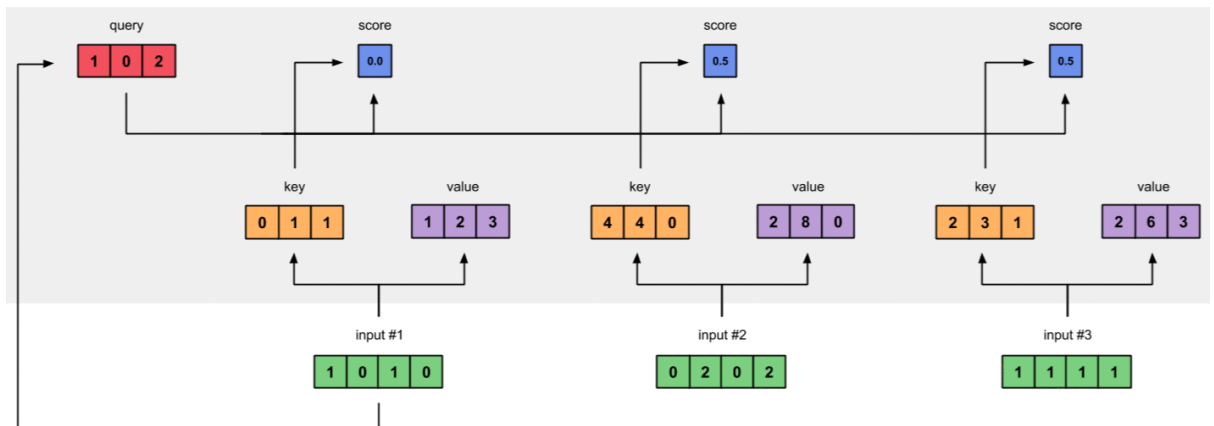 query score score score
1 0 2 0.0 0.5 0.5
key value key value key value
0 1 1 1 2 3 4 4 0 2 8 0 2 3 1 2 6 3
input #1 input #2 input #3
1 0 1 0 0 2 0 2 1 1 1 1